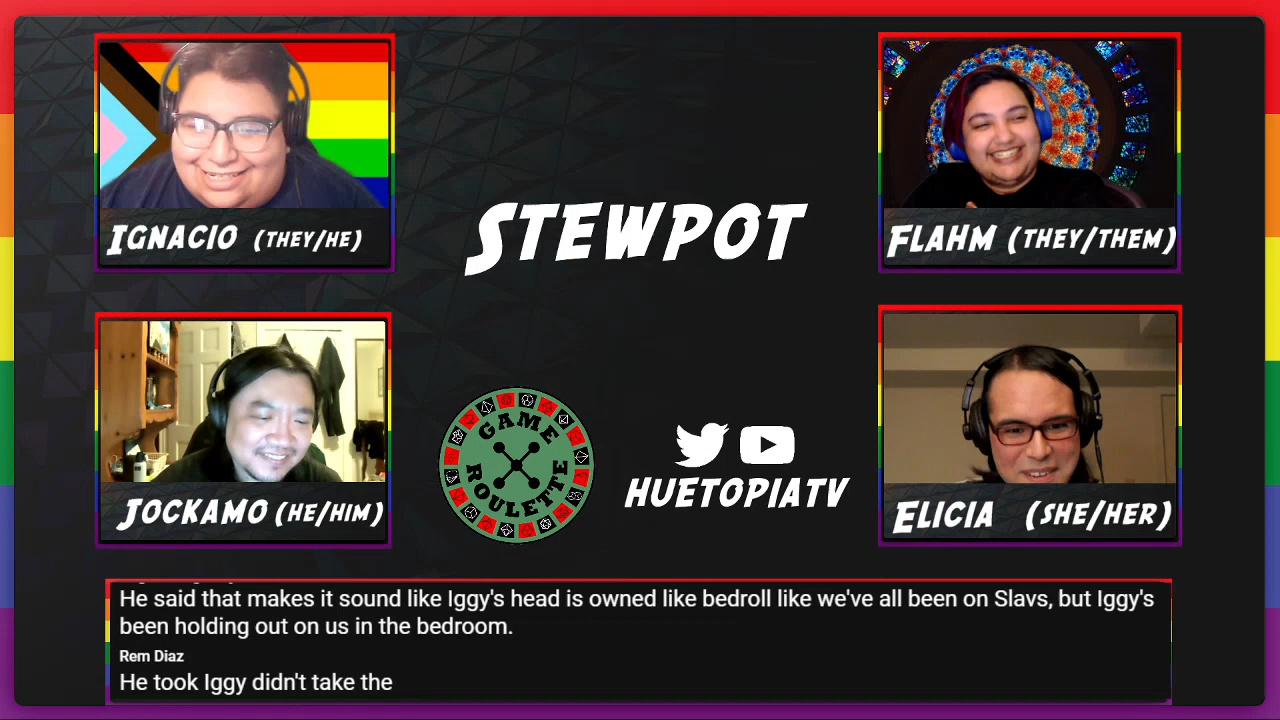 IGNACIO (THEY/HE)
STEWPOT
FLAHM (THEY/THEM)
JOCKAMO (HE/HIM)
GAME
ROULETTE
HUETOPIATV
ELICIA (SHE/HER)
He said that makes it sound like Iggy's head is owned like bedroll like we've all been on Slavs, but Iggy's
been holding out on us in the bedroom.
Rem Diaz
He took Iggy didn't take the